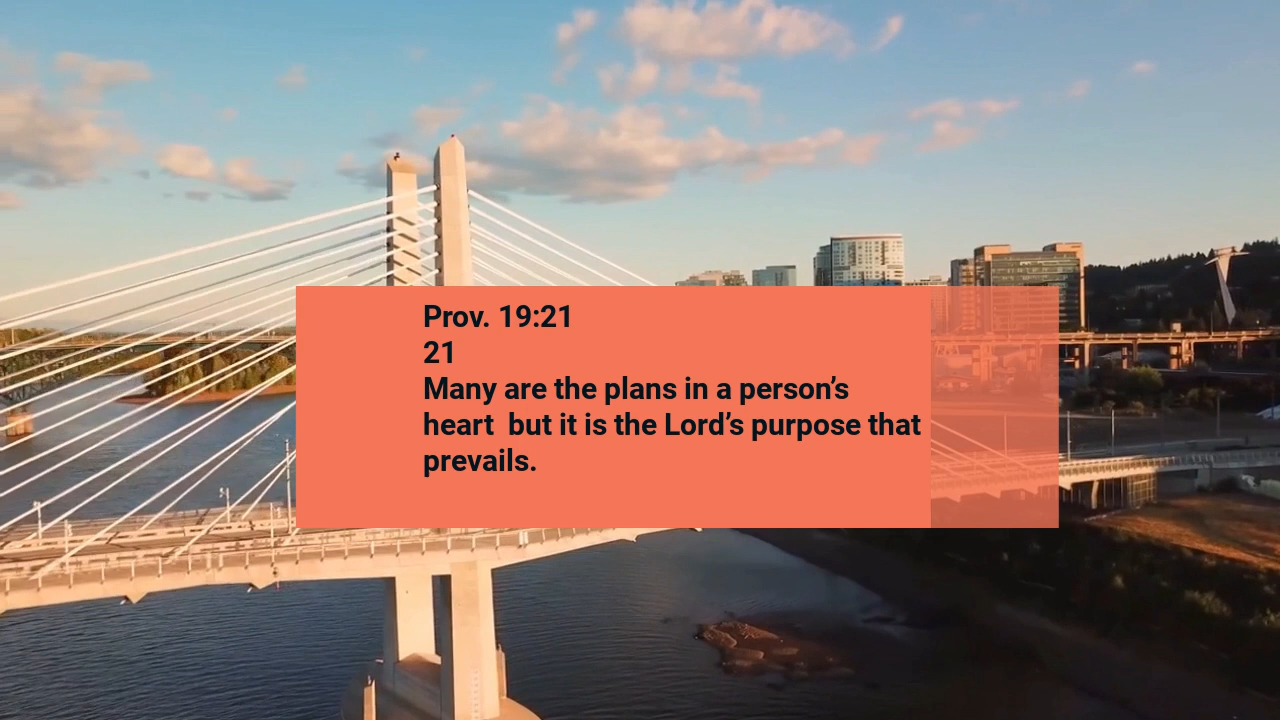 Prov. 19:21
21
Many are the plans in a person’s
heart  but it is the Lord’s purpose that
prevails.